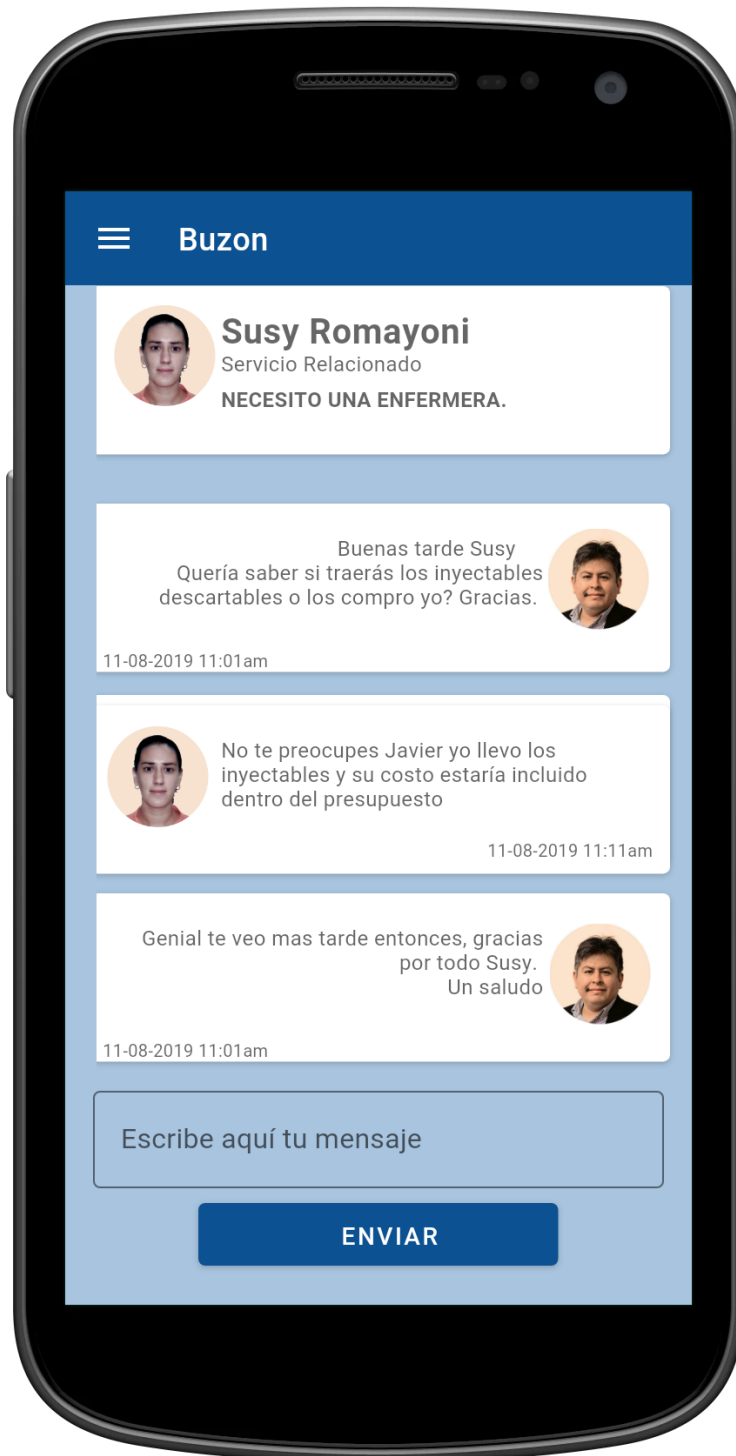 Buzon
Susy Romayoni
Servicio Relacionado
NECESITO UNA ENFERMERA.
Buenas tarde Susy
Quería saber si traerás los inyectables
descartables o los compro yo? Gracias.
11-08-2019 11:01am
No te preocupes Javier yo llevo los
inyectables y su costo estaría incluido
dentro del presupuesto
11-08-2019 11:11am
Genial te veo mas tarde entonces, gracias
por todo Susy.
Un saludo
11-08-2019 11:01am
Escribe aquí tu mensaje
ENVIAR